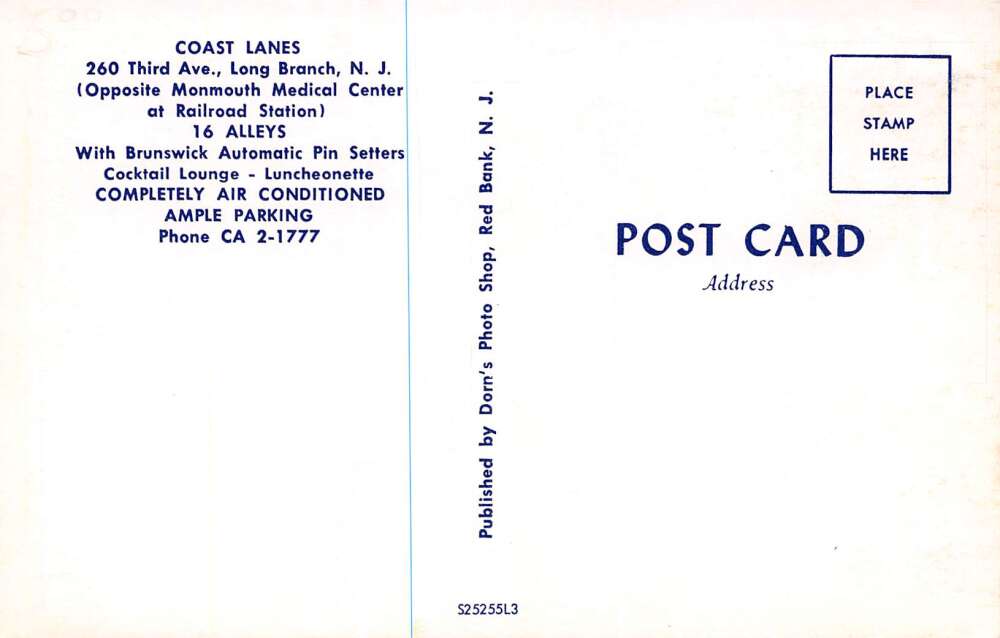 COAST LANES
260 Third Ave., Long Branch, N. J.
(Opposite Monmouth Medical Center
at Railroad Station)
16 ALLEYS
With Brunswick Automatic Pin Setters
Cocktail Lounge - Luncheonette
COMPLETELY AIR CONDITIONED
AMPLE PARKING
Phone CA 2-1777
Published by Dorn's Photo Shop, Red Bank, N. J.
S25255L3
PLACE
STAMP
HERE
POST CARD
Address